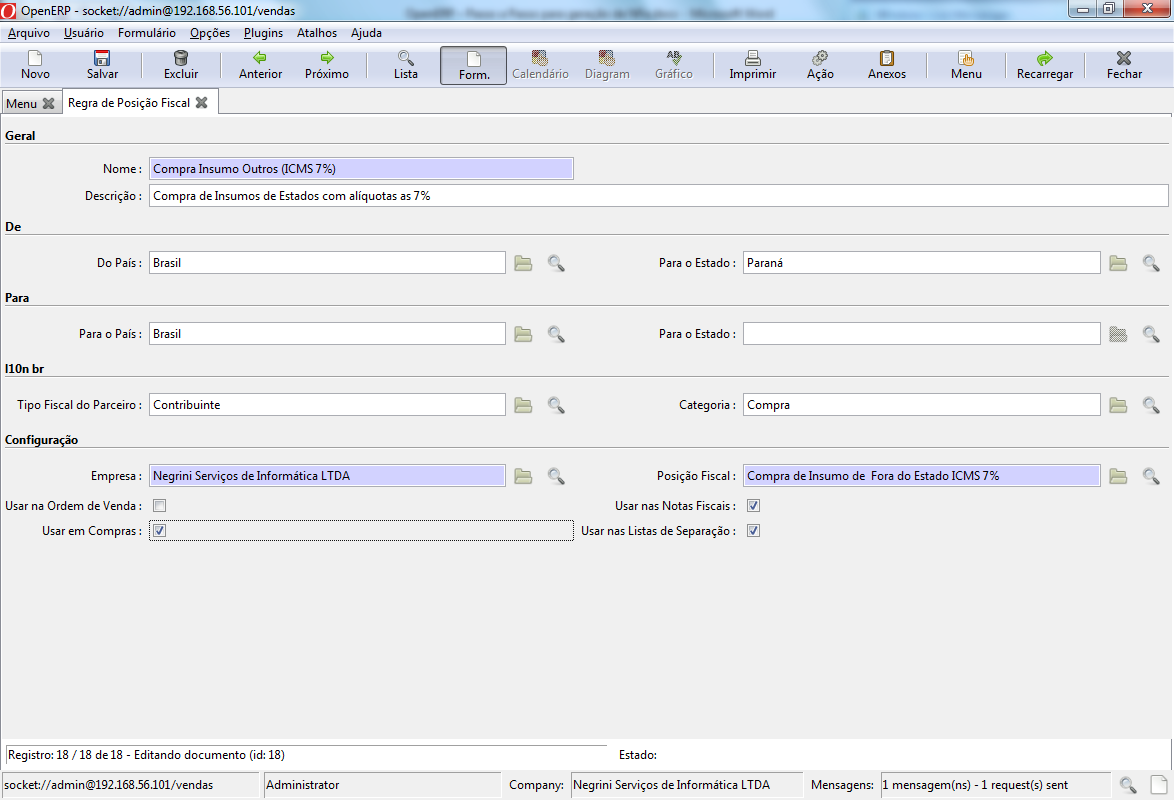 OpenERP - socket://admin@192.168.56.101/vendas
Arquivo Usuário Formulário Opções Plugins Atalhos Ajuda
Novo Salvar Excluir Anterior Próximo Lista Form. Calendário Diagram Gráfico Imprimir Ação Anexos Menu Recarregar Fechar
Menu Regra de Posição Fiscal
Geral
Nome : Compra Insumo Outros (ICMS 7%)
Descrição : Compra de Insumos de Estados com alíquotas as 7%
De
Do País : Brasil Para o Estado : Paraná
Para
Para o País : Brasil Para o Estado :
l10n br
Tipo Fiscal do Parceiro : Contribuinte Categoria : Compra
Configuração
Empresa : Negrini Serviços de Informática LTDA Posição Fiscal : Compra de Insumo de  Fora do Estado ICMS 7%
Usar na Ordem de Venda : Usar nas Notas Fiscais :
Usar em Compras : Usar nas Listas de Separação :
Registro: 18 / 18 de 18 - Editando documento (id: 18) Estado:
socket://admin@192.168.56.101/vendas Administrator Company: Negrini Serviços de Informática LTDA Mensagens: 1 mensagem(ns) - 1 request(s) sent